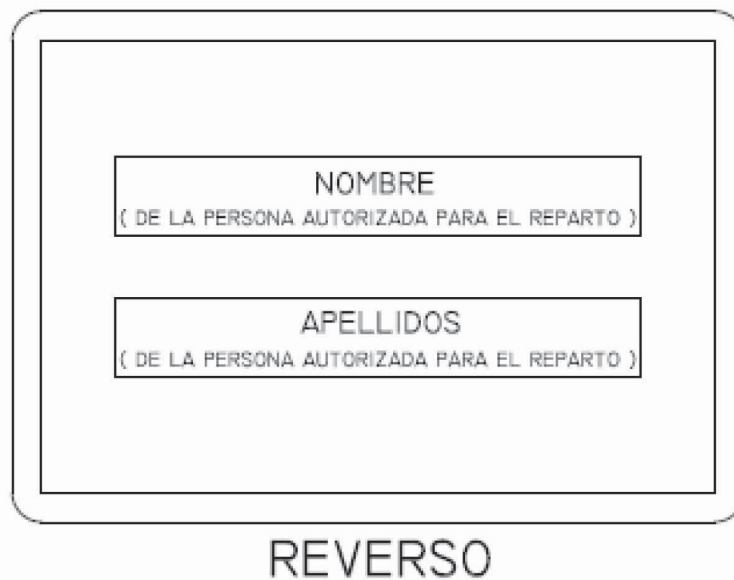 NOMBRE
( DE LA PERSONA AUTORIZADA PARA EL REPARTO )
APELLIDOS
( DE LA PERSONA AUTORIZADA PARA EL REPARTO )
REVERSO